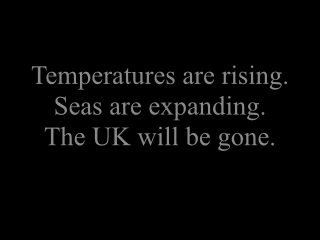 Temperatures are rising.
Seas are expanding.
The UK will be gone.